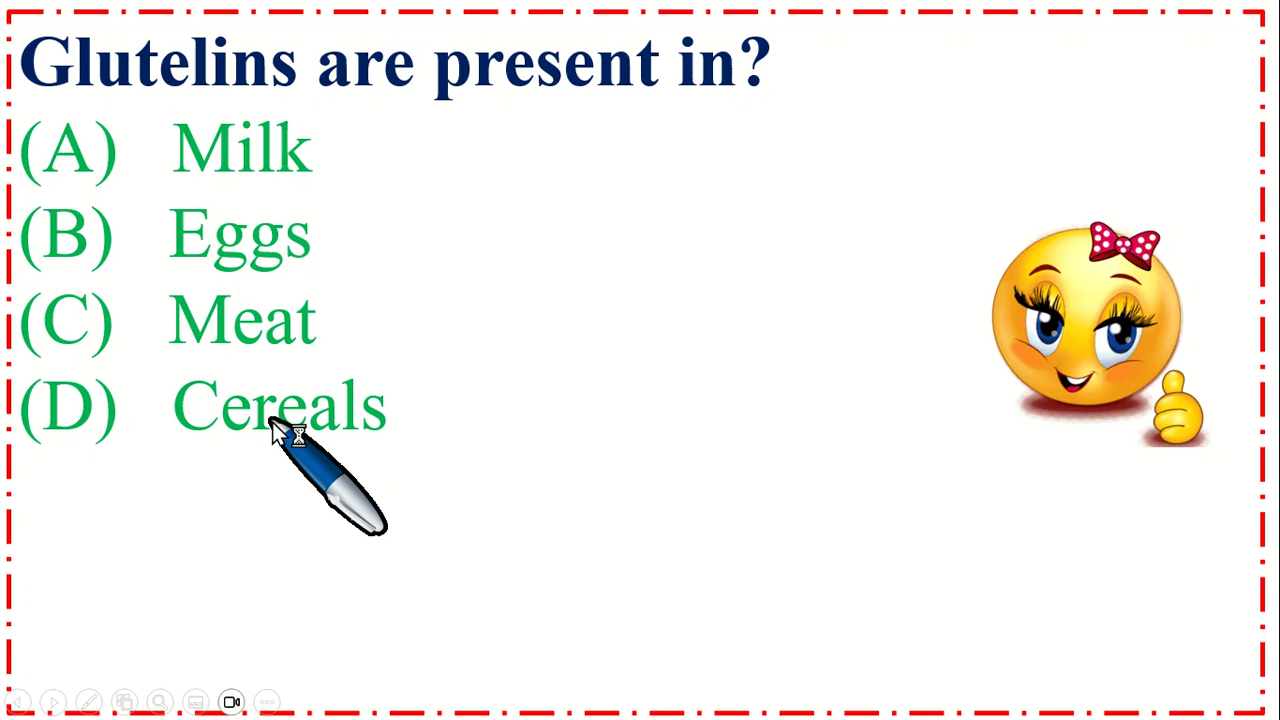 Glutelins are present in?
(A) Milk
(B) Eggs
(C) Meat
(D) Cereals